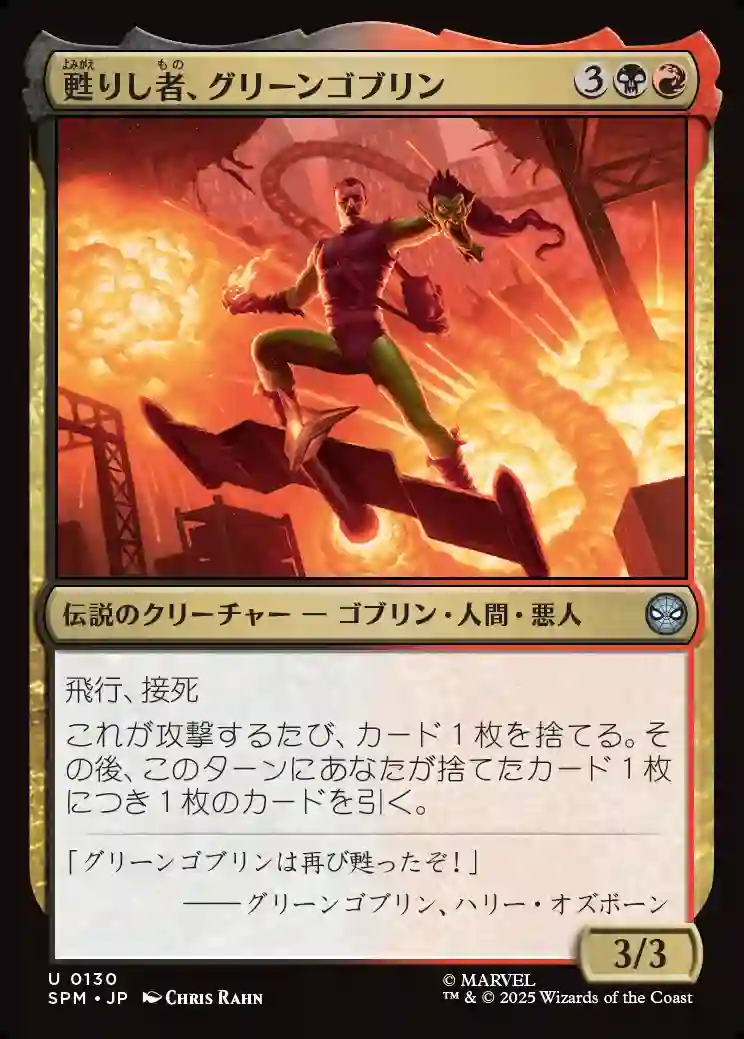 よみがえ もの
甦りし者、グリーンゴブリン 3
伝説のクリーチャー ― ゴブリン・人間・悪人
飛行、接死
これが攻撃するたび、カード1枚を捨てる。そ
の後、このターンにあなたが捨てたカード1枚
につき1枚のカードを引く。
「グリーンゴブリンは再び甦ったぞ!」
――グリーンゴブリン、ハリー・オズボーン
3/3
U 0130
SPM • JP CHRIS RAHN
© MARVEL
™ & © 2025 Wizards of the Coast